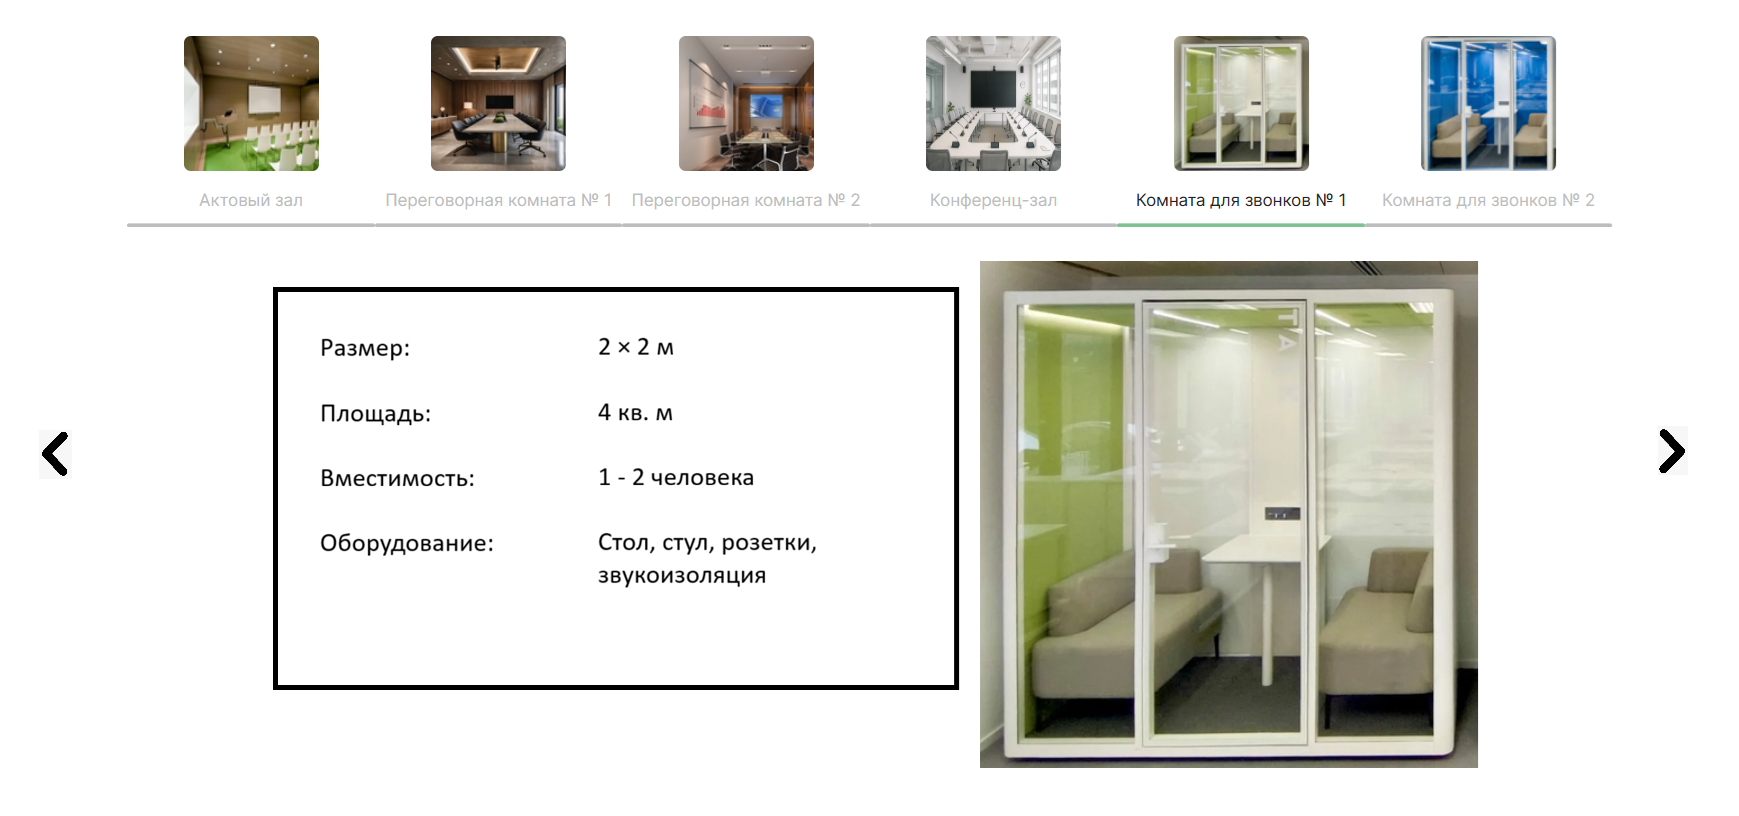 Актовый зал
Переговорная комната № 1
Переговорная комната № 2
Конференц-зал
Комната для звонков № 1
Комната для звонков № 2
Размер: 2 × 2 м
Площадь: 4 кв. м
Вместимость: 1 - 2 человека
Оборудование: Стол, стул, розетки,
звукоизоляция